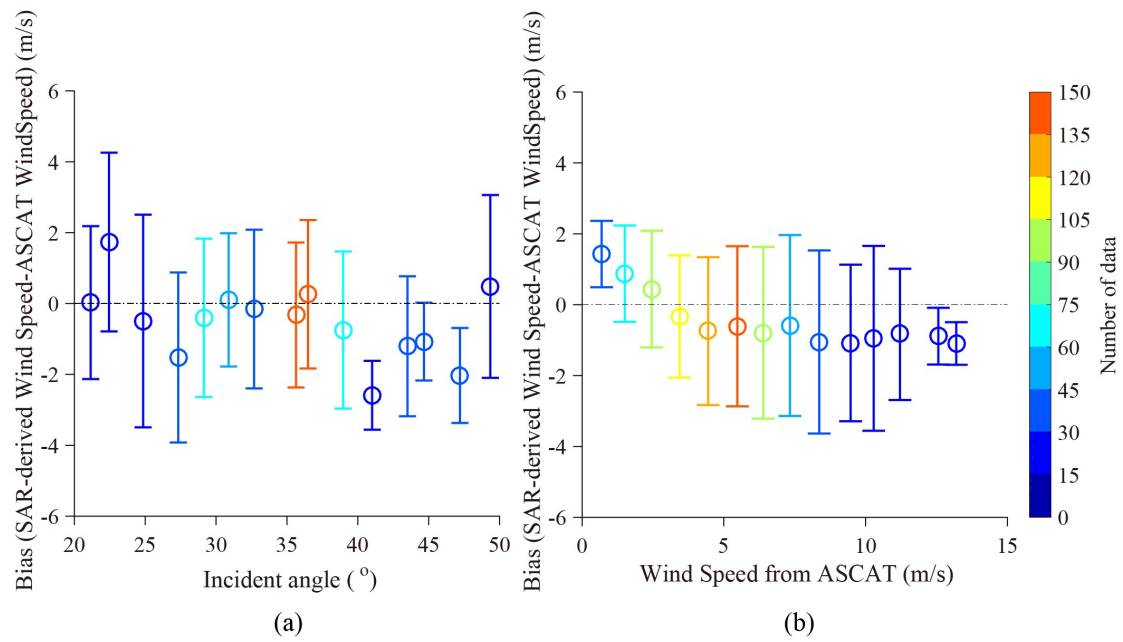 Bias (SAR-derived Wind Speed-ASCAT WindSpeed) (m/s)
6
4
2
0
-2
-4
-6
20 25 30 35 40 45 50
Incident angle ( o)
(a)
Bias (SAR-derived Wind Speed-ASCAT WindSpeed) (m/s)
6
4
2
0
-2
-4
-6
0 5 10 15
Wind Speed from ASCAT (m/s)
(b)
150
135
120
105
90
75
60
45
30
15
0
Number of data